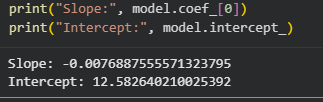 print("Slope:", model.coef_[0])
print("Intercept:", model.intercept_)
Slope: -0.0076887555571323795
Intercept: 12.582640210025392